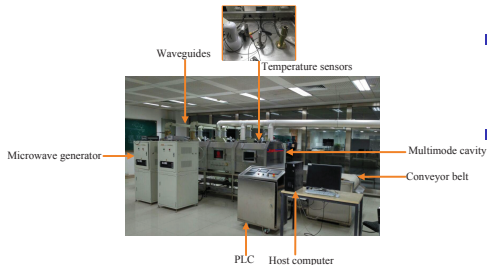 Waveguides
Temperature sensors
Microwave generator
Multimode cavity
Conveyor belt
PLC
Host computer